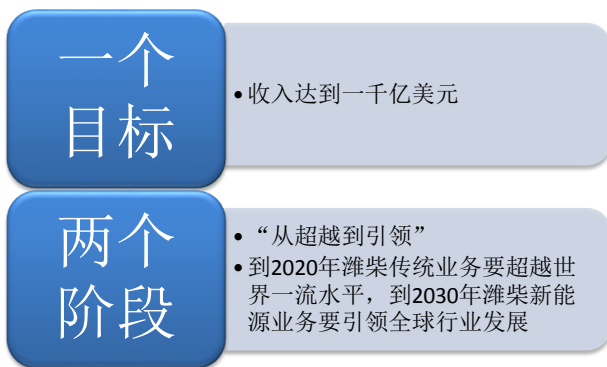 一个
目标
•收入达到一千亿美元
两个
阶段
•“从超越到引领”
•到2020年潍柴传统业务要超越世
界一流水平，到2030年潍柴新能
源业务要引领全球行业发展